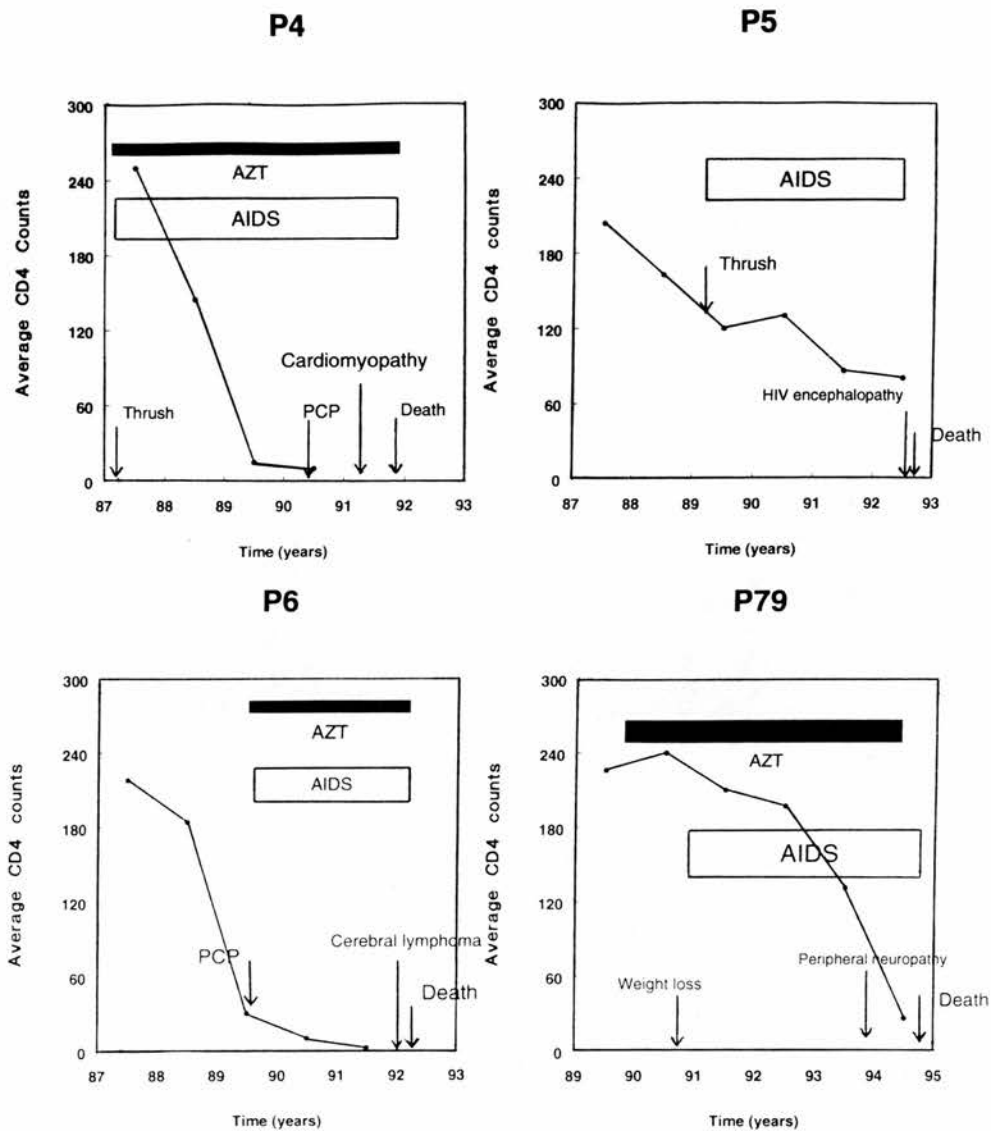 P4
300
240
180
120
60
0
Average CD4 Counts
AZT
AIDS
Cardiomyopathy
Thrush
PCP
Death
87 88 89 90 91 92 93
Time (years)
P5
300
240
180
120
60
0
Average CD4 counts
AIDS
Thrush
HIV encephalopathy
Death
87 88 89 90 91 92 93
Time (years)
P6
300
240
180
120
60
0
Average CD4 counts
AZT
AIDS
PCP
Cerebral lymphoma
Death
87 88 89 90 91 92 93
Time (years)
P79
300
240
180
120
60
0
Average CD4 counts
AZT
AIDS
Weight loss
Peripheral neuropathy
Death
89 90 91 92 93 94 95
Time (years)